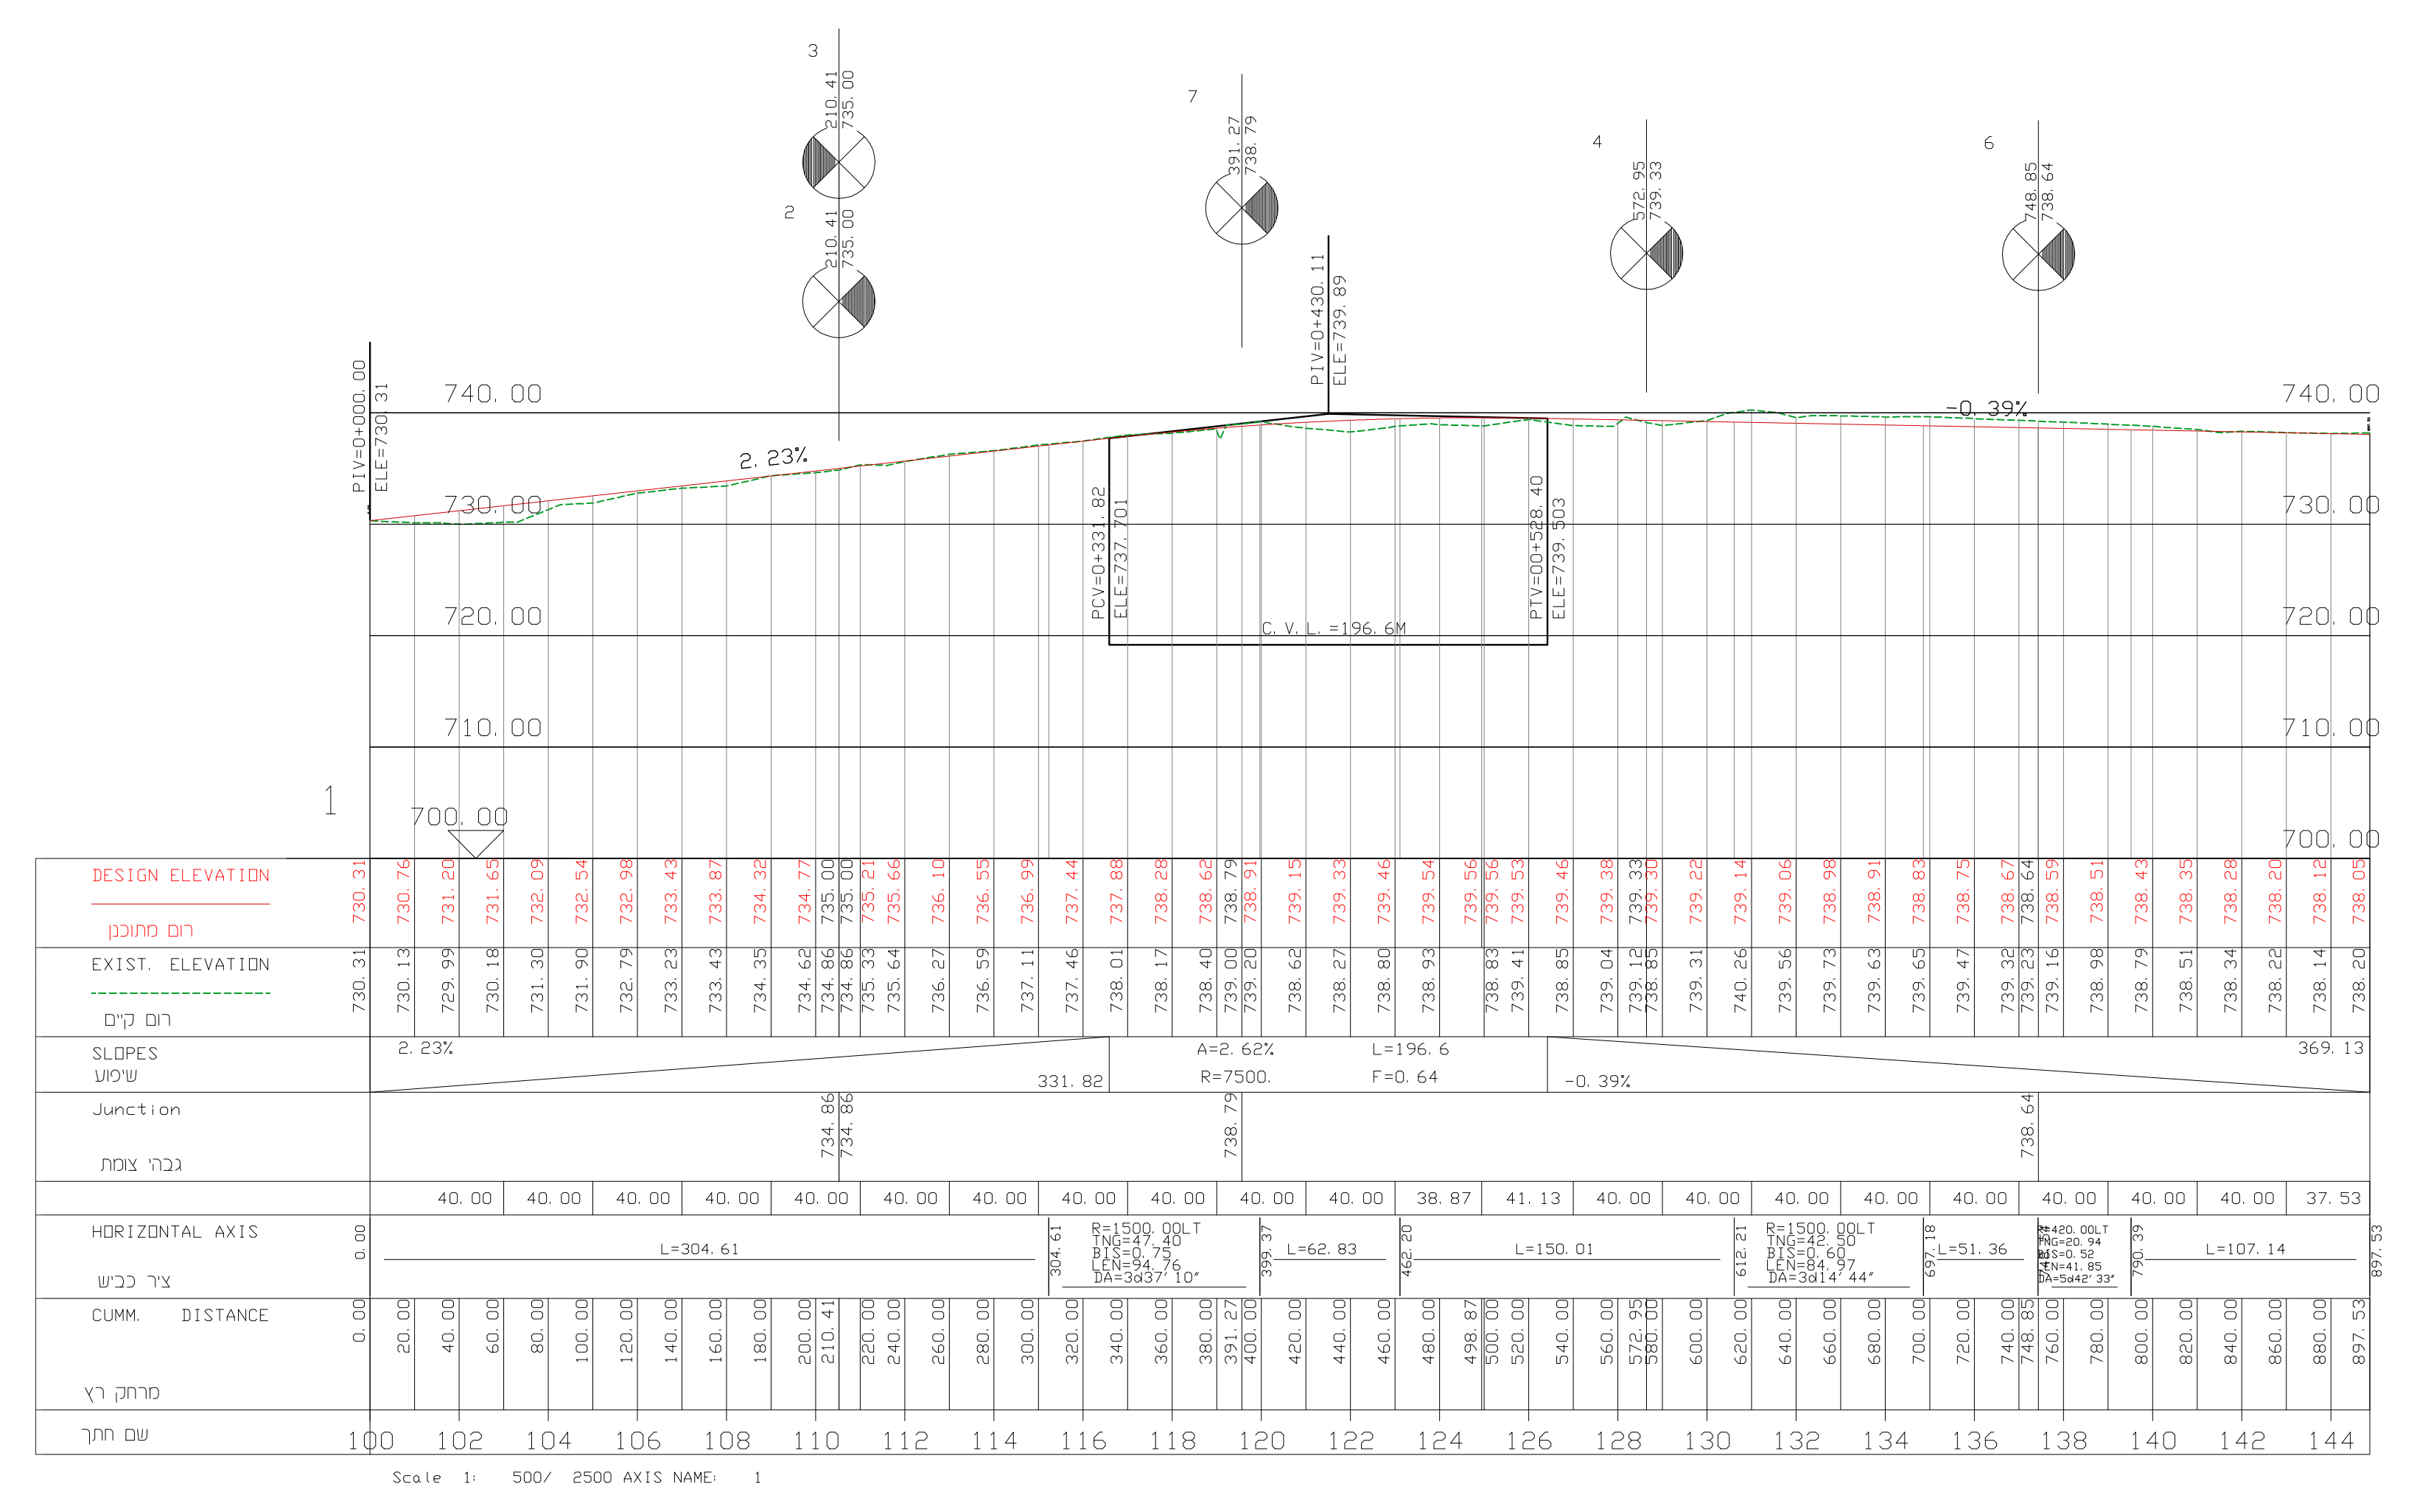 3
210.41
735.00
7
391.27
738.79
4
572.95
739.33
6
748.85
738.64
2
210.41
735.00
PIV=0+430.11
ELE=739.89
PIV=0+000.00
ELE=730.31
740.00
740.00
-0.39%
2.23%
730.00
730.00
PCV=0+331.82
ELE=737.701
PTV=00+528.40
ELE=739.503
720.00
720.00
C.V.L.=196.6M
710.00
710.00
1
700.00
700.00
DESIGN ELEVATION
רום מתוכנן
730.31 730.76 731.20 731.65 732.09 732.54 732.98 733.43 733.87 734.32 734.77 735.00 735.00 735.21 735.66 736.10 736.55 736.99 737.44 737.88 738.28 738.62 738.79 738.91 739.15 739.33 739.46 739.54 739.56 739.56 739.53 739.46 739.38 739.33 739.30 739.22 739.14 739.06 738.98 738.91 738.83 738.75 738.67 738.64 738.59 738.51 738.43 738.35 738.28 738.20 738.12 738.05
EXIST. ELEVATION
רום קיים
730.31 730.13 729.99 730.18 731.30 731.90 732.79 733.23 733.43 734.35 734.62 734.86 734.86 735.33 735.64 736.27 736.59 737.11 737.46 738.01 738.17 738.40 739.00 739.20 738.62 738.27 738.80 738.93 738.83 739.41 738.85 739.04 739.12 738.85 739.31 740.26 739.56 739.73 739.63 739.65 739.47 739.32 739.23 739.16 738.98 738.79 738.51 738.34 738.22 738.14 738.20
SLOPES
שיפוע
2.23% 331.82
A=2.62% L=196.6
R=7500. F=0.64
-0.39% 369.13
Junction
גבהי צומת
734.86 734.86 738.79 738.64
40.00 40.00 40.00 40.00 40.00 40.00 40.00 40.00 40.00 40.00 40.00 38.87 41.13 40.00 40.00 40.00 40.00 40.00 40.00 40.00 40.00 37.53
HORIZONTAL AXIS
ציר כביש
0.00
L=304.61
304.61
R=1500.00LT
TNG=47.40
BIS=0.75
LEN=94.76
DA=3d37'10"
399.37
L=62.83
462.20
L=150.01
612.21
R=1500.00LT
TNG=42.50
BIS=0.60
LEN=84.97
DA=3d14'44"
697.18
L=51.36
R=420.00LT
TNG=20.94
BIS=0.52
LEN=41.85
DA=5d42'33"
790.39
L=107.14
897.53
CUMM. DISTANCE
מרחק רץ
0.00 20.00 40.00 60.00 80.00 100.00 120.00 140.00 160.00 180.00 200.00 210.41 220.00 240.00 260.00 280.00 300.00 320.00 340.00 360.00 380.00 391.27 400.00 420.00 440.00 460.00 480.00 498.87 500.00 520.00 540.00 560.00 572.95 580.00 600.00 620.00 640.00 660.00 680.00 700.00 720.00 740.00 748.85 760.00 780.00 800.00 820.00 840.00 860.00 880.00 897.53
שם חתך
100 102 104 106 108 110 112 114 116 118 120 122 124 126 128 130 132 134 136 138 140 142 144
Scale 1: 500/ 2500 AXIS NAME: 1